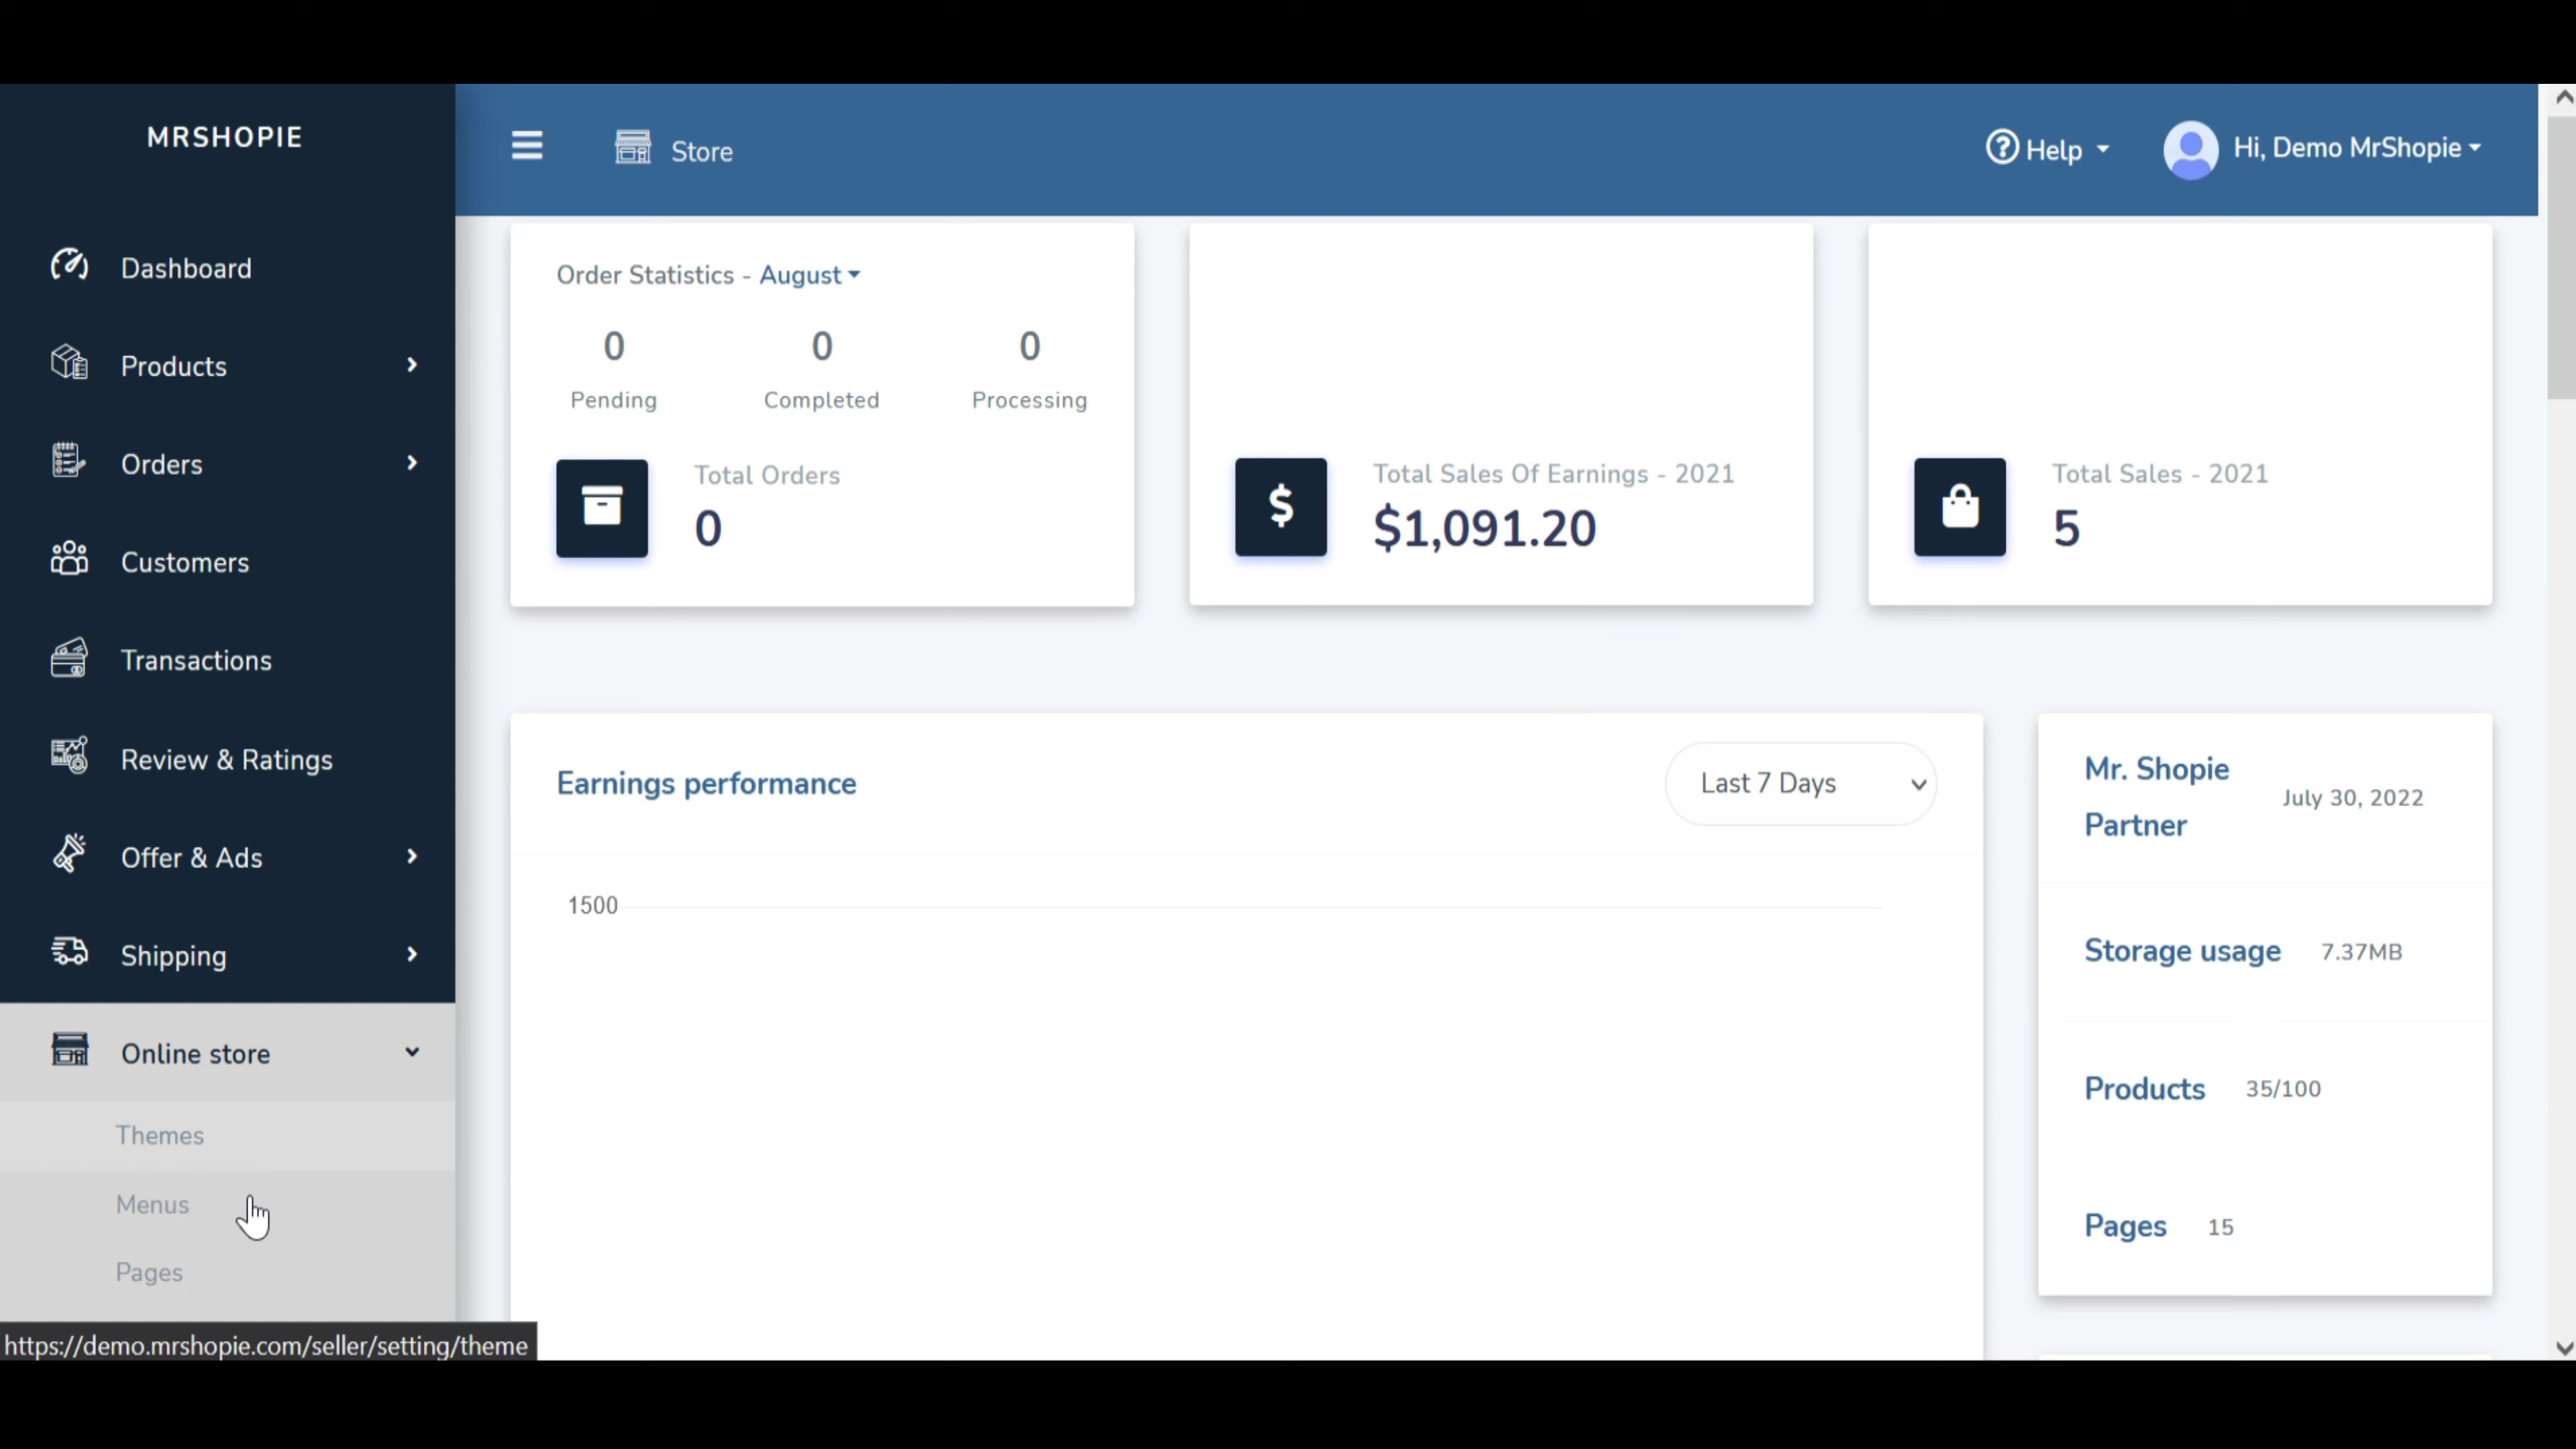 MRSHOPIE
Store
Help
Hi, Demo MrShopie
Dashboard
Products
Orders
Customers
Transactions
Review & Ratings
Offer & Ads
Shipping
Online store
Themes
Menus
Pages
https://demo.mrshopie.com/seller/setting/theme
Order Statistics - August
0 0 0
Pending Completed Processing
Total Orders
0
Total Sales Of Earnings - 2021
$1,091.20
Total Sales - 2021
5
Earnings performance
Last 7 Days
1500
Mr. Shopie
Partner
July 30, 2022
Storage usage 7.37MB
Products 35/100
Pages 15